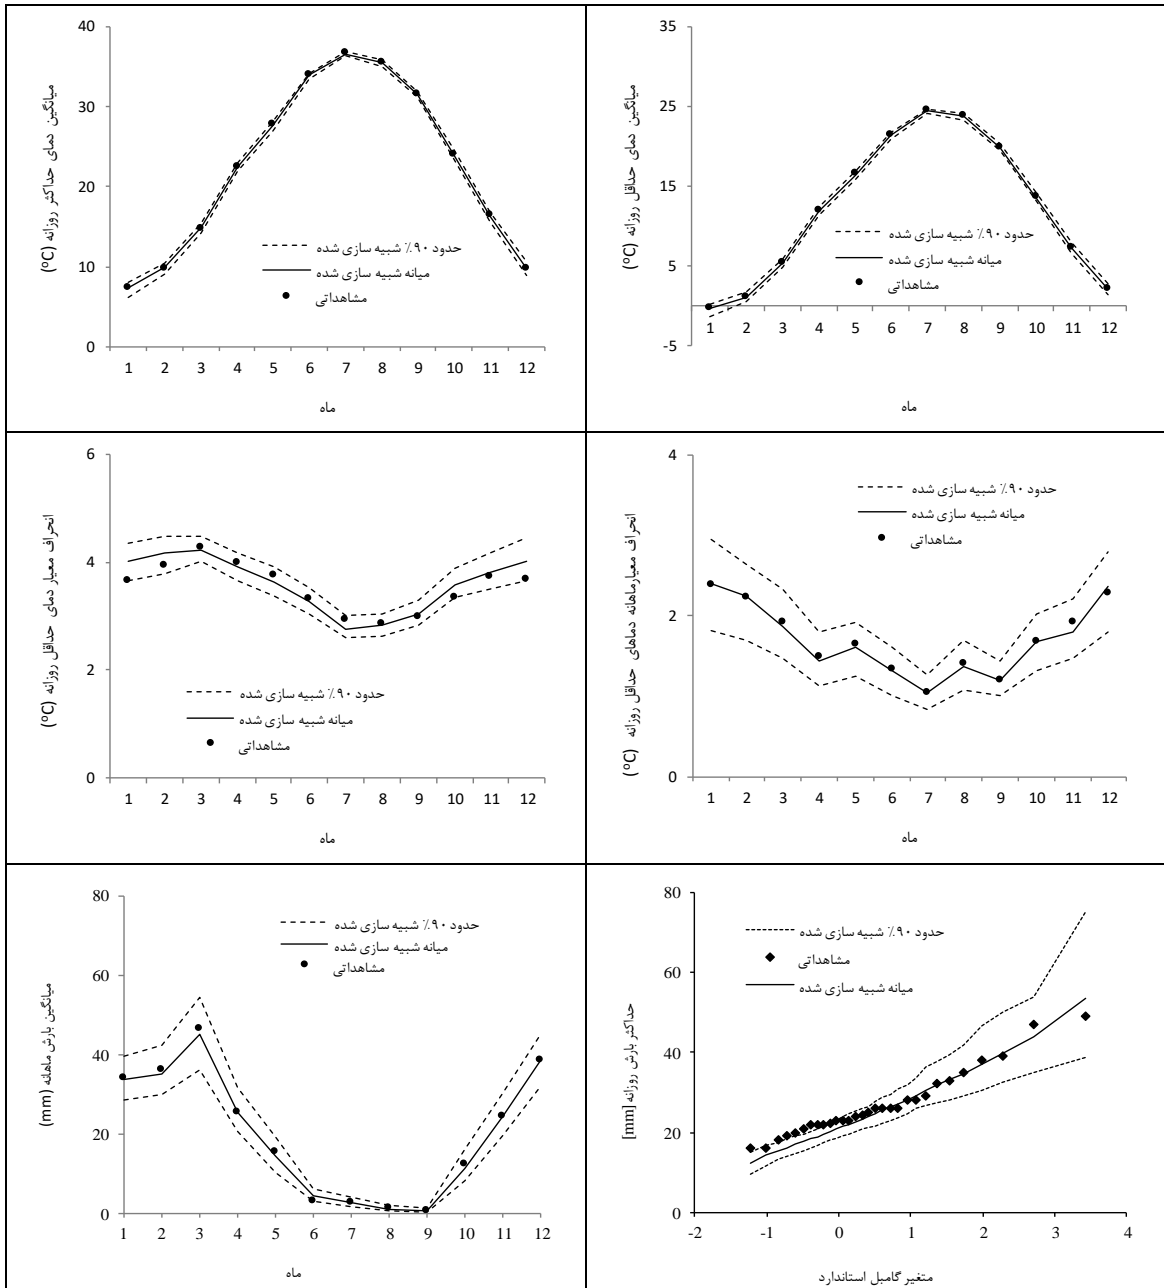 40
30
20
10
0
میانگین دمای حداکثر روزانه (ºC)
حدود ۹۰٪ شبیه سازی شده
میانه شبیه سازی شده
مشاهداتی
1 2 3 4 5 6 7 8 9 10 11 12
ماه
35
25
15
5
-5
میانگین دمای حداقل روزانه (ºC)
حدود ۹۰٪ شبیه سازی شده
میانه شبیه سازی شده
مشاهداتی
1 2 3 4 5 6 7 8 9 10 11 12
ماه
6
4
2
0
انحراف معیار دمای حداقل روزانه (ºC)
حدود ۹۰٪ شبیه سازی شده
میانه شبیه سازی شده
مشاهداتی
1 2 3 4 5 6 7 8 9 10 11 12
ماه
4
2
0
انحراف معیارماهانه دماهای حداقل روزانه (ºC)
حدود ۹۰٪ شبیه سازی شده
میانه شبیه سازی شده
مشاهداتی
1 2 3 4 5 6 7 8 9 10 11 12
ماه
80
60
40
20
0
میانگین بارش ماهانه (mm)
حدود ۹۰٪ شبیه سازی شده
میانه شبیه سازی شده
مشاهداتی
1 2 3 4 5 6 7 8 9 10 11 12
ماه
80
60
40
20
0
حداکثر بارش روزانه [mm]
حدود ۹۰٪ شبیه سازی شده
مشاهداتی
میانه شبیه سازی شده
-2 -1 0 1 2 3 4
متغیر گامبل استاندارد